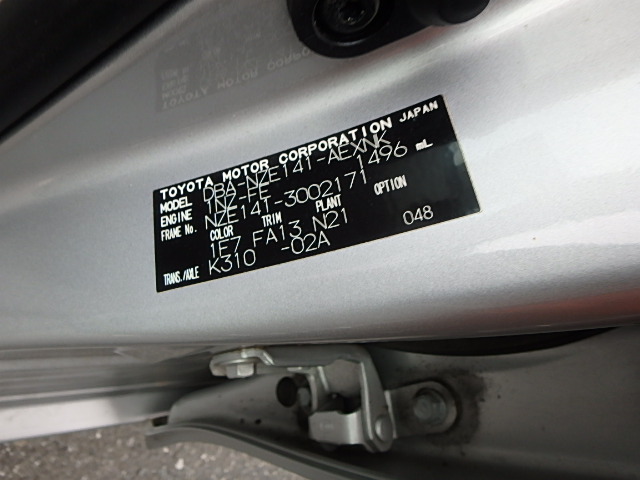 TOYOTA MOTOR CORPORATION JAPAN
MODEL DBA-NZE141-AEXNK
ENGINE 1NZ-FE 1496 mL
FRAME No. NZE141-3002171
COLOR TRIM PLANT OPTION
1E7 FA13 N21 048
TRANS./AXLE K310 -02A